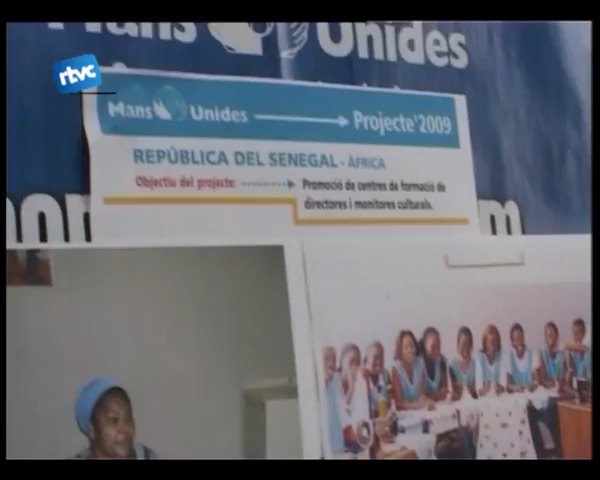 Mans Unides
rtvc
Mans Unides Projecte'2009
REPÚBLICA DEL SENEGAL - ÀFRICA
Objectiu del projecte: Promoció de centres de formació de
directores i monitores culturals.